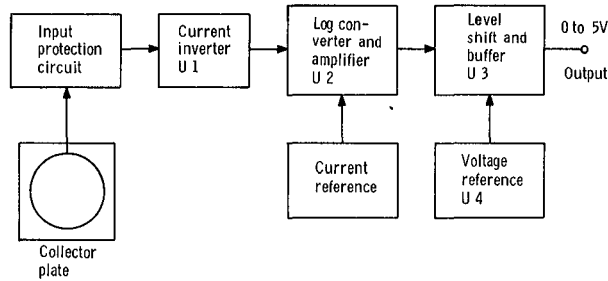 Input
protection
circuit
Current
inverter
U 1
Log con-
verter and
amplifier
U 2
Level
shift and
buffer
U 3
0 to 5V
Output
Current
reference
Voltage
reference
U 4
Collector
plate